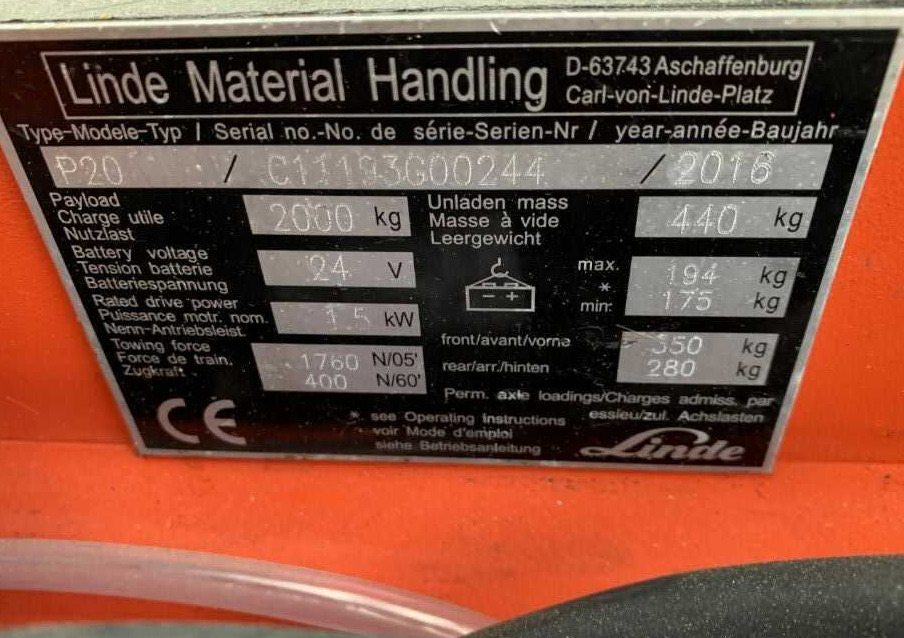 Linde Material Handling D-63743 Aschaffenburg
Carl-von-Linde-Platz
Type-Modele-Typ / Serial no.-No. de série-Serien-Nr / year-année-Baujahr
P20 / C11193G00244 / 2016
Payload
Charge utile
Nutzlast
2000 kg
Unladen mass
Masse à vide
Leergewicht
440 kg
Battery voltage
Tension batterie
Batteriespannung
24 V
- +
max. 194 kg
*
min: 175 kg
Rated drive power
Puissance motr. nom.
Nenn-Antriebsleist.
1.5 kW
Towing force
Force de train.
Zugkraft
1760 N/05'
400 N/60'
front/avant/vorne 350 kg
rear/arr./hinten 280 kg
Perm. axle loadings/Charges admiss. par
essieu/zul. Achslasten
CE
* see Operating Instructions
voir Mode d'emploi
siehe Betriebsanleitung
Linde